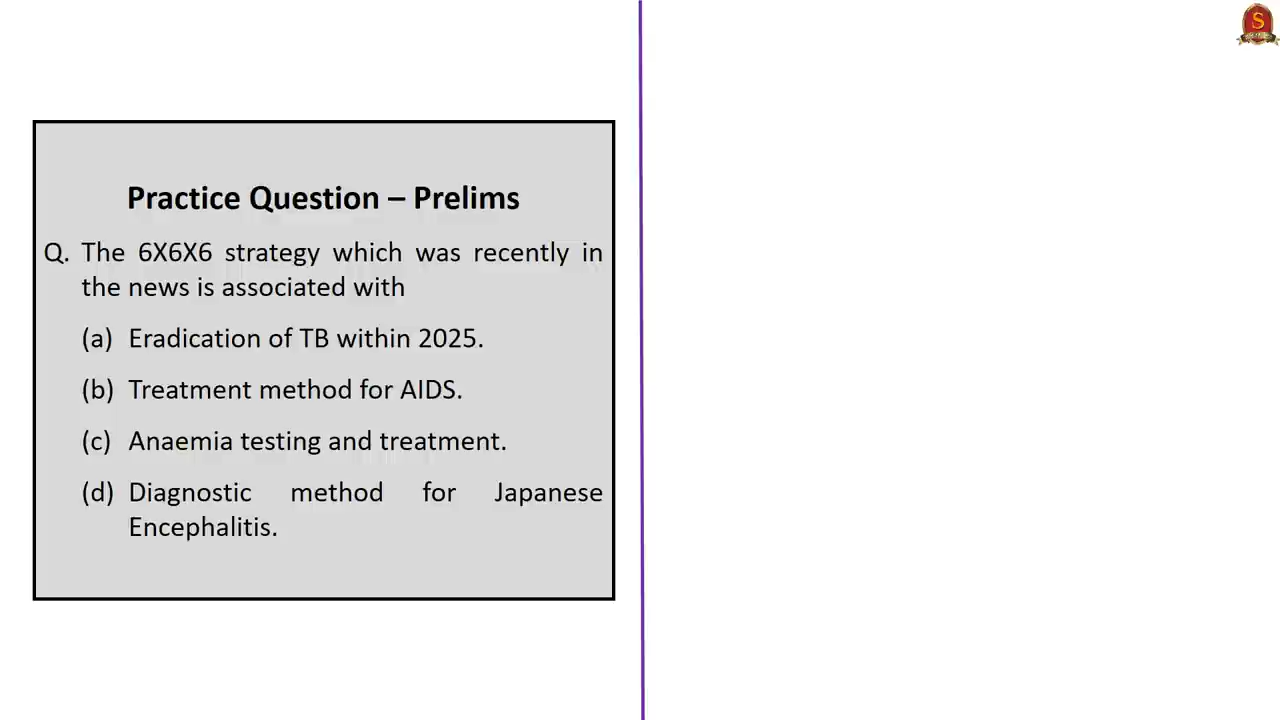 S
Practice Question – Prelims
Q. The 6X6X6 strategy which was recently in
the news is associated with
(a) Eradication of TB within 2025.
(b) Treatment method for AIDS.
(c) Anaemia testing and treatment.
(d) Diagnostic method for Japanese
Encephalitis.